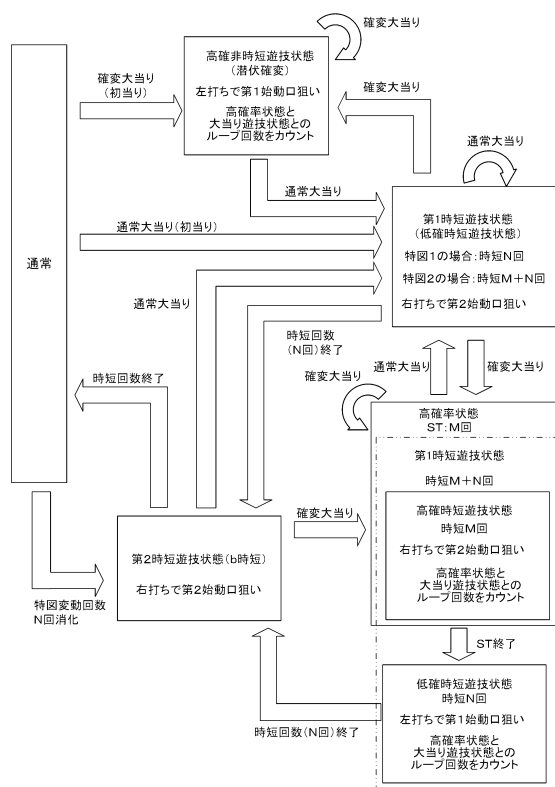 確変大当り
高確非時短遊技状態
(潜伏確変)
左打ちで第1始動口狙い
高確率状態と
大当り遊技状態との
ループ回数をカウント
確変大当り
(初当り)
確変大当り
通常大当り
通常大当り
通常
通常大当り(初当り)
第1時短遊技状態
(低確時短遊技状態)
特図1の場合:時短N回
特図2の場合:時短M+N回
右打ちで第2始動口狙い
通常大当り
時短回数
(N回)終了
時短回数終了
通常大当り
確変大当り
確変大当り
高確率状態
ST:M回
第1時短遊技状態
時短M+N回
高確時短遊技状態
時短M回
右打ちで第2始動口狙い
高確率状態と
大当り遊技状態との
ループ回数をカウント
確変大当り
第2時短遊技状態(b時短)
右打ちで第2始動口狙い
特図変動回数
N回消化
ST終了
低確時短遊技状態
時短N回
左打ちで第1始動口狙い
高確率状態と
大当り遊技状態との
ループ回数をカウント
時短回数(N回)終了